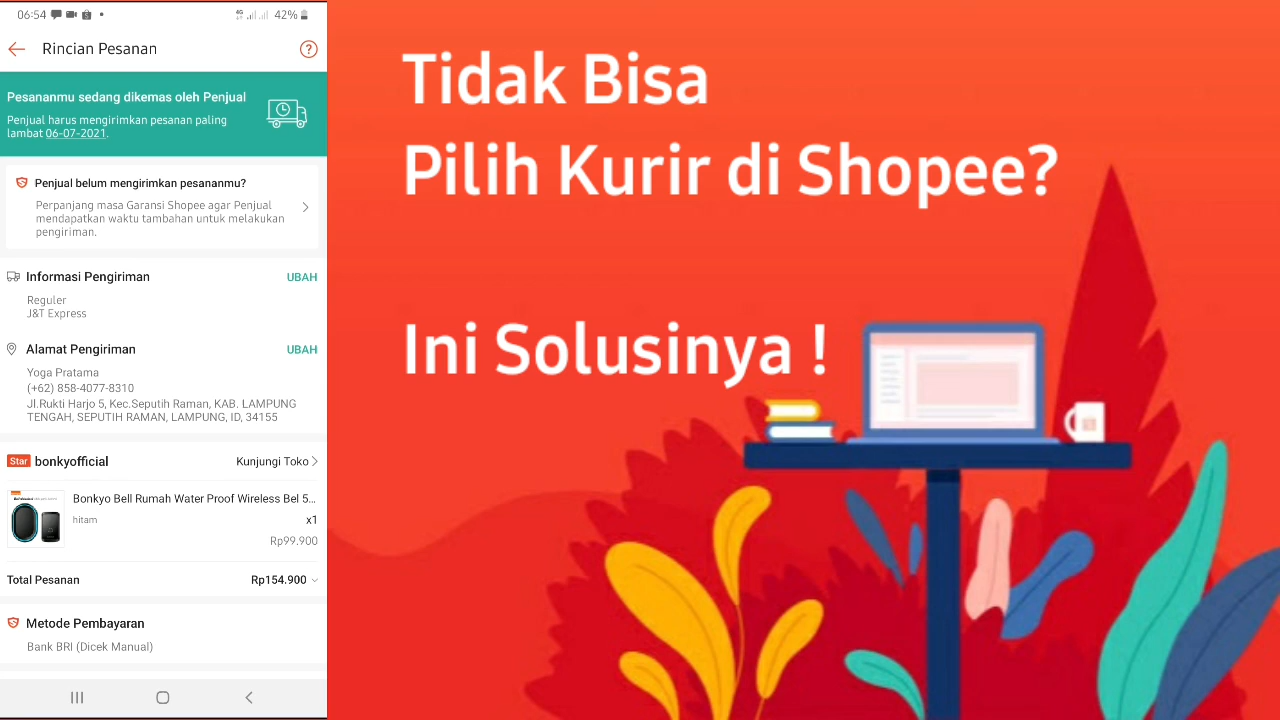 06:54
4G
42%
Rincian Pesanan
?
Pesananmu sedang dikemas oleh Penjual
Penjual harus mengirimkan pesanan paling
lambat 06-07-2021.
Penjual belum mengirimkan pesananmu?
Perpanjang masa Garansi Shopee agar Penjual
mendapatkan waktu tambahan untuk melakukan
pengiriman.
Informasi Pengiriman UBAH
Reguler
J&T Express
Alamat Pengiriman UBAH
Yoga Pratama
(+62) 858-4077-8310
Jl.Rukti Harjo 5, Kec.Seputih Raman, KAB. LAMPUNG
TENGAH, SEPUTIH RAMAN, LAMPUNG, ID, 34155
Star bonkyofficial Kunjungi Toko
Bonkyo Bell Rumah Water Proof Wireless Bel 5...
hitam x1
Rp99.900
Total Pesanan Rp154.900
Metode Pembayaran
Bank BRI (Dicek Manual)
Tidak Bisa
Pilih Kurir di Shopee?
Ini Solusinya !